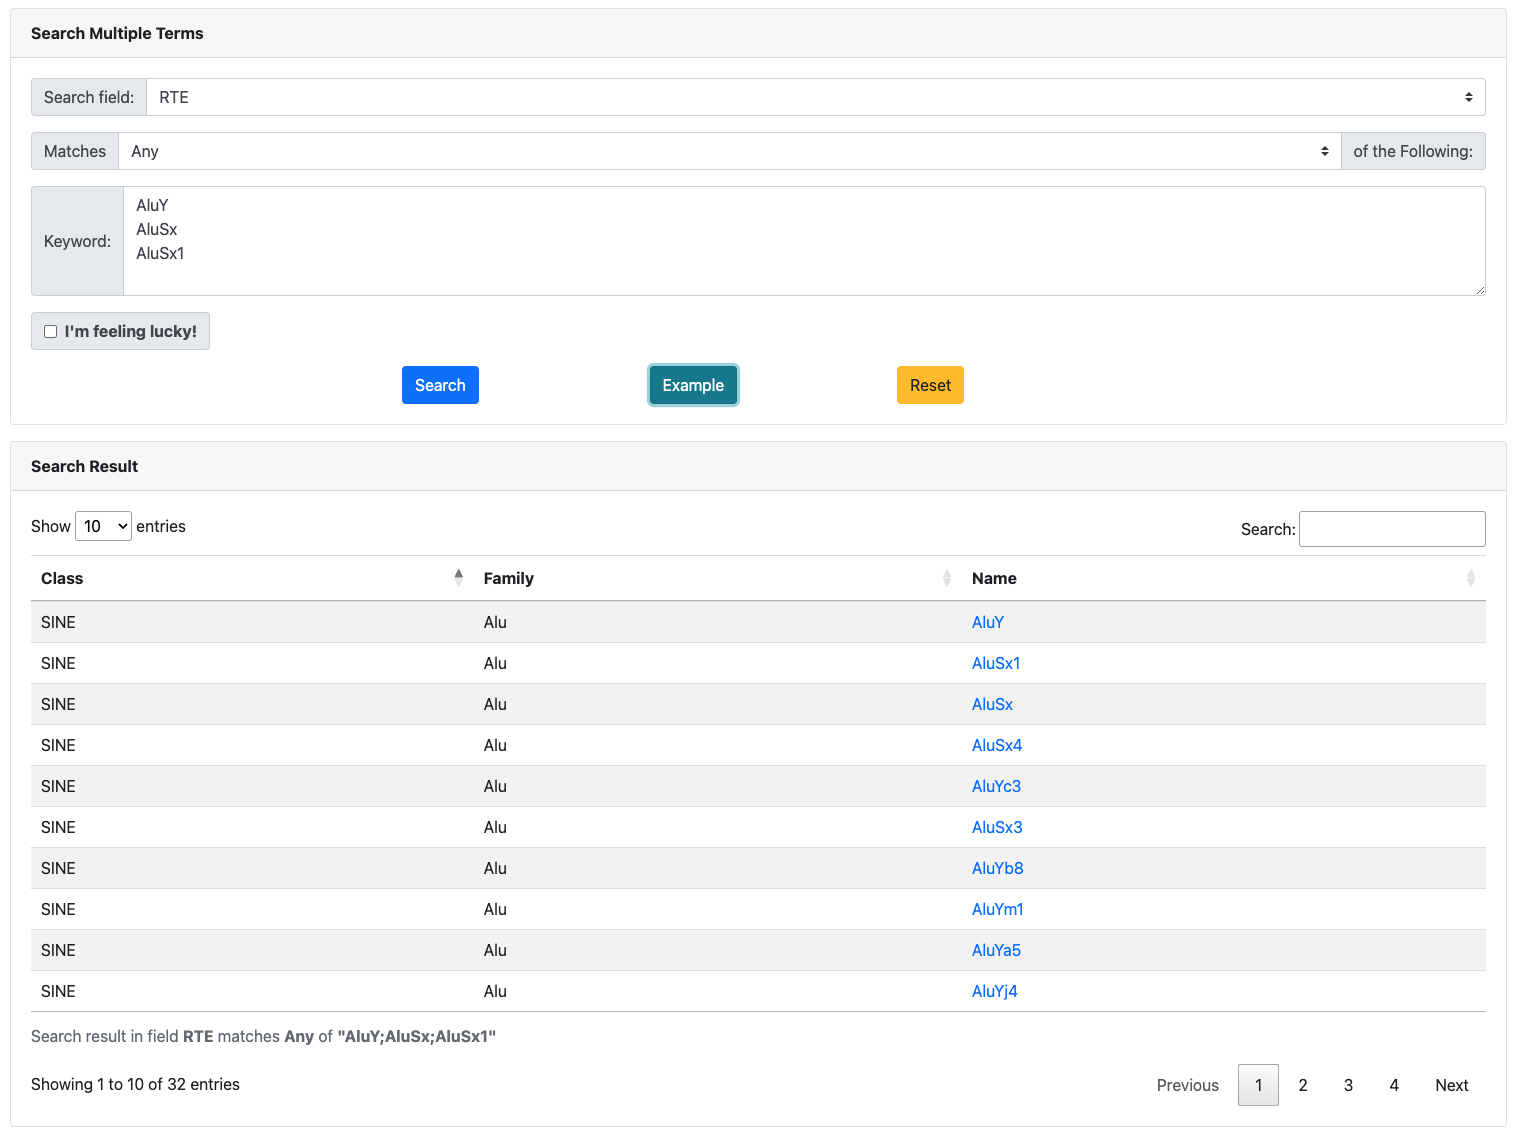 Search Multiple Terms
Search field: RTE
Matches Any of the Following:
Keyword:
AluY
AluSx
AluSx1
I'm feeling lucky!
Search Example Reset
Search Result
Show 10 entries Search:
Class Family Name
SINE Alu AluY
SINE Alu AluSx1
SINE Alu AluSx
SINE Alu AluSx4
SINE Alu AluYc3
SINE Alu AluSx3
SINE Alu AluYb8
SINE Alu AluYm1
SINE Alu AluYa5
SINE Alu AluYj4
Search result in field RTE matches Any of "AluY;AluSx;AluSx1"
Showing 1 to 10 of 32 entries Previous 1 2 3 4 Next